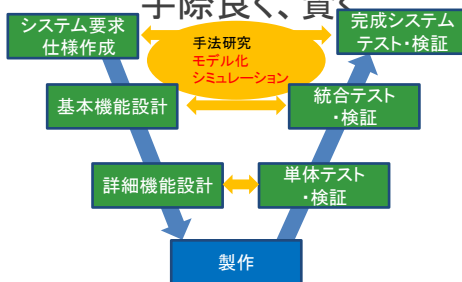 手際良く、賢く
システム要求
仕様作成
手法研究
モデル化
シミュレーション
完成システム
テスト・検証
基本機能設計
統合テスト
・検証
詳細機能設計
単体テスト
・検証
製作